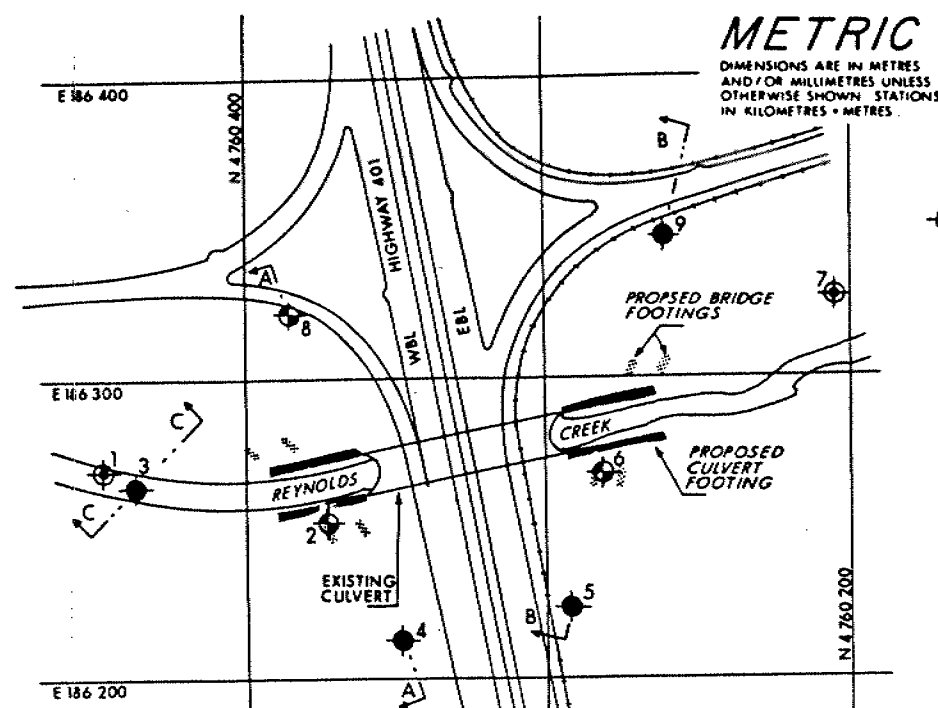 METRIC
DIMENSIONS ARE IN METRES
AND/OR MILLIMETRES UNLESS
OTHERWISE SHOWN. STATIONS
IN KILOMETRES + METRES.
E 186 400
N 4 760 400
HIGHWAY 401
WBL
EBL
B
9
7
A
8
PROPSED BRIDGE
FOOTINGS
E 186 300
C
1
3
C
REYNOLDS
CREEK
6
PROPOSED
CULVERT
FOOTING
2
EXISTING
CULVERT
5
B
4
A
N 4 760 200
E 186 200